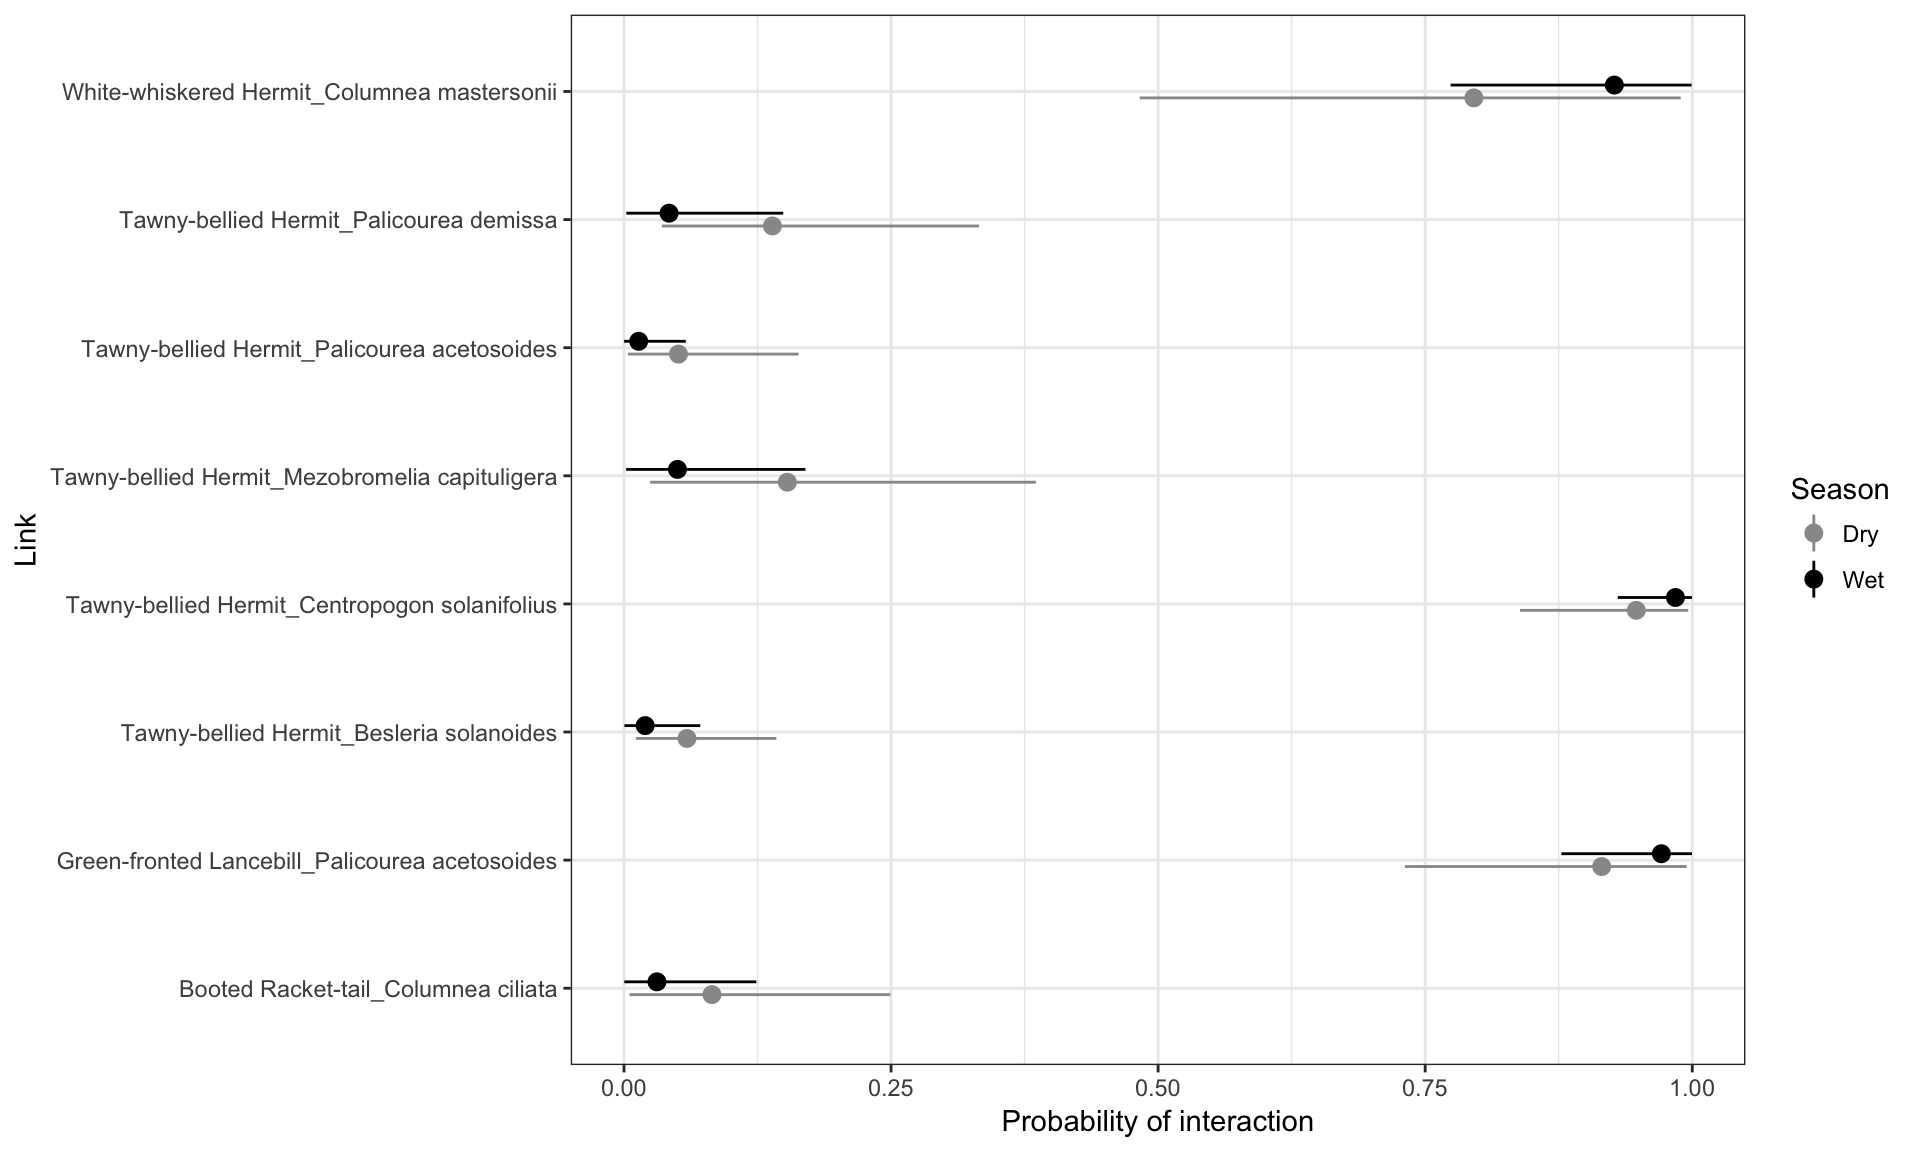 White-whiskered Hermit_Columnea mastersonii
Tawny-bellied Hermit_Palicourea demissa
Tawny-bellied Hermit_Palicourea acetosoides
Tawny-bellied Hermit_Mezobromelia capituligera
Tawny-bellied Hermit_Centropogon solanifolius
Tawny-bellied Hermit_Besleria solanoides
Green-fronted Lancebill_Palicourea acetosoides
Booted Racket-tail_Columnea ciliata
Link
0.00 0.25 0.50 0.75 1.00
Probability of interaction
Season
Dry
Wet